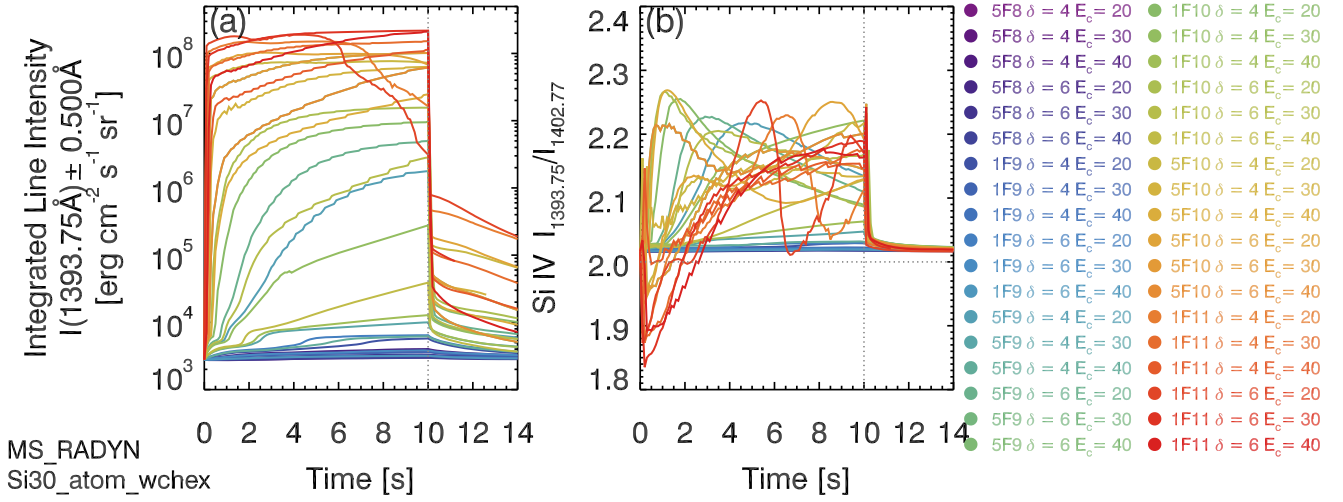 (a)
Integrated Line Intensity
I(1393.75Å) ± 0.500Å
[erg cm⁻² s⁻¹ sr⁻¹]
10⁸
10⁷
10⁶
10⁵
10⁴
10³
0 2 4 6 8 10 12 14
Time [s]
(b)
Si IV I1393.75/I1402.77
2.4
2.3
2.2
2.1
2.0
1.9
1.8
0 2 4 6 8 10 12 14
Time [s]
5F8 δ = 4 Ec = 20
5F8 δ = 4 Ec = 30
5F8 δ = 4 Ec = 40
5F8 δ = 6 Ec = 20
5F8 δ = 6 Ec = 30
5F8 δ = 6 Ec = 40
1F9 δ = 4 Ec = 20
1F9 δ = 4 Ec = 30
1F9 δ = 4 Ec = 40
1F9 δ = 6 Ec = 20
1F9 δ = 6 Ec = 30
1F9 δ = 6 Ec = 40
5F9 δ = 4 Ec = 20
5F9 δ = 4 Ec = 30
5F9 δ = 4 Ec = 40
5F9 δ = 6 Ec = 20
5F9 δ = 6 Ec = 30
5F9 δ = 6 Ec = 40
1F10 δ = 4 Ec = 20
1F10 δ = 4 Ec = 30
1F10 δ = 4 Ec = 40
1F10 δ = 6 Ec = 20
1F10 δ = 6 Ec = 30
1F10 δ = 6 Ec = 40
5F10 δ = 4 Ec = 20
5F10 δ = 4 Ec = 30
5F10 δ = 4 Ec = 40
5F10 δ = 6 Ec = 20
5F10 δ = 6 Ec = 30
5F10 δ = 6 Ec = 40
1F11 δ = 4 Ec = 20
1F11 δ = 4 Ec = 30
1F11 δ = 4 Ec = 40
1F11 δ = 6 Ec = 20
1F11 δ = 6 Ec = 30
1F11 δ = 6 Ec = 40
MS_RADYN
Si30_atom_wchex